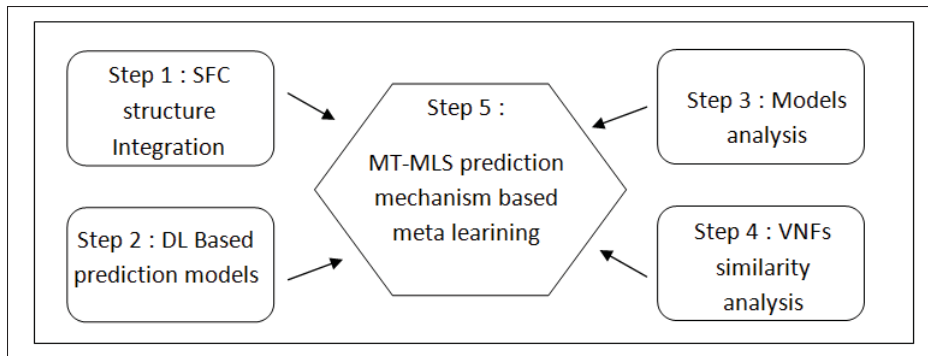 Step 1 : SFC
structure
Integration
Step 2 : DL Based
prediction models
Step 5 :
MT-MLS prediction
mechanism based
meta learining
Step 3 : Models
analysis
Step 4 : VNFs
similarity
analysis